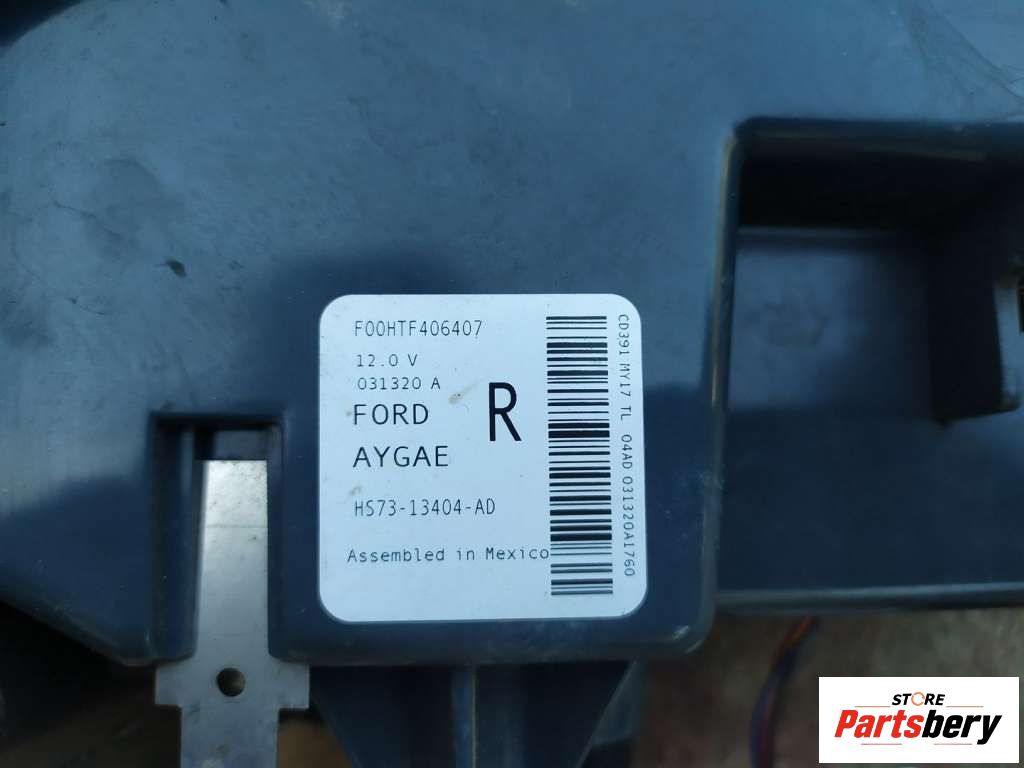 F00HTF406407
12.0 V
031320 A
FORD R
AYGAE
HS73-13404-AD
Assembled in Mexico
CD391 MY17 TL 04AD 031320A1760
STORE
Partsbery